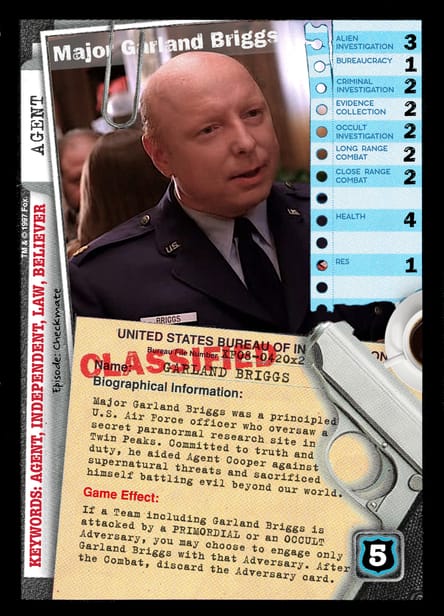 Major Garland Briggs
ALIEN
INVESTIGATION 3
BUREAUCRACY 1
CRIMINAL
INVESTIGATION 2
EVIDENCE
COLLECTION 2
OCCULT
INVESTIGATION 2
LONG RANGE
COMBAT 2
CLOSE RANGE
COMBAT 2
HEALTH 4
RES 1
AGENT
TM & © 1997 Fox.
KEYWORDS: AGENT, INDEPENDENT, LAW, BELIEVER
Episode: Checkmate
U.S.
U.S.
BRIGGS
UNITED STATES BUREAU OF IN
ON
Bureau File Number XF08-0420x2
CLASSIFIED
Name: GARLAND BRIGGS
Biographical Information:
Major Garland Briggs was a principled
U.S. Air Force officer who oversaw a
secret paranormal research site in
Twin Peaks. Committed to truth and
duty, he aided Agent Cooper against
supernatural threats and sacrificed
himself battling evil beyond our world.
Game Effect:
If a Team including Garland Briggs is
attacked by a PRIMORDIAL or an OCCULT
Adversary, you may choose to engage only
Garland Briggs with that Adversary. After
the Combat, discard the Adversary card.
5